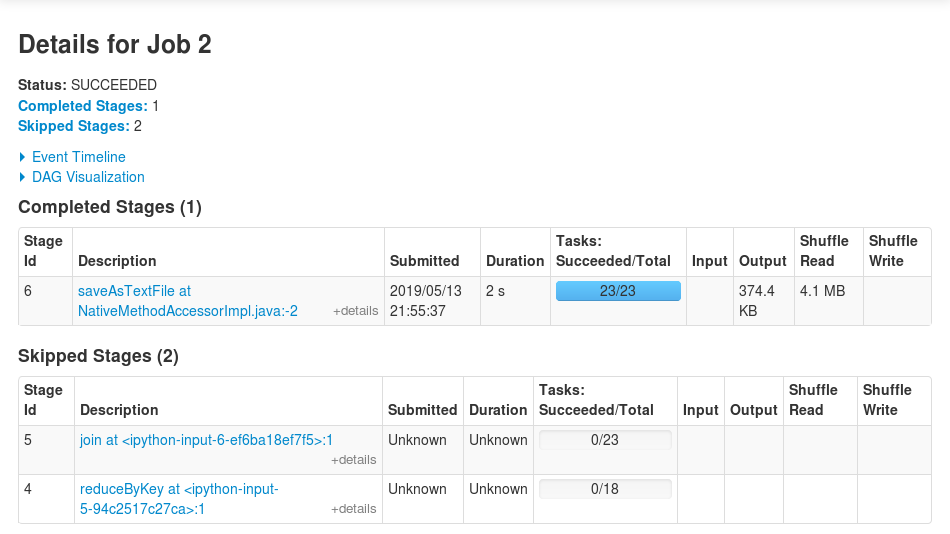 Details for Job 2
Status: SUCCEEDED
Completed Stages: 1
Skipped Stages: 2
Event Timeline
DAG Visualization
Completed Stages (1)
Stage Id Description Submitted Duration Tasks: Succeeded/Total Input Output Shuffle Read Shuffle Write
6 saveAsTextFile at NativeMethodAccessorImpl.java:-2 +details 2019/05/13 21:55:37 2 s 23/23 374.4 KB 4.1 MB
Skipped Stages (2)
Stage Id Description Submitted Duration Tasks: Succeeded/Total Input Output Shuffle Read Shuffle Write
5 join at <ipython-input-6-ef6ba18ef7f5>:1 +details Unknown Unknown 0/23
4 reduceByKey at <ipython-input-5-94c2517c27ca>:1 +details Unknown Unknown 0/18